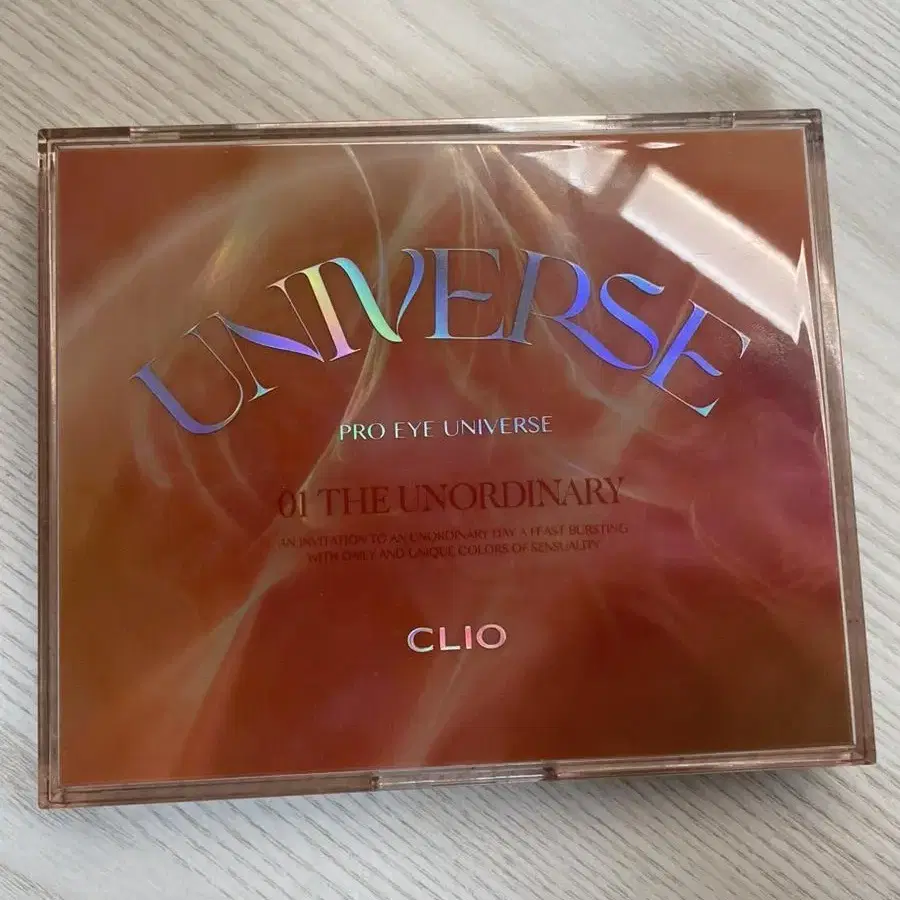 UNIVERSE
PRO EYE UNIVERSE
01 THE UNORDINARY
AN INVITATION TO AN UNORDINARY DAY A FEAST BURSTING
WITH DAILY AND UNIQUE COLORS OF SENSUALITY
CLIO